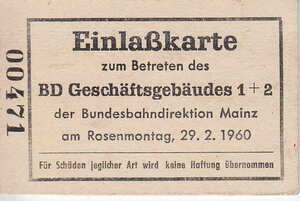 00471
Einlaßkarte
zum Betreten des
BD Geschäftsgebäudes 1+2
der Bundesbahndirektion Mainz
am Rosenmontag, 29. 2. 1960
Für Schäden jeglicher Art wird keine Haftung übernommen